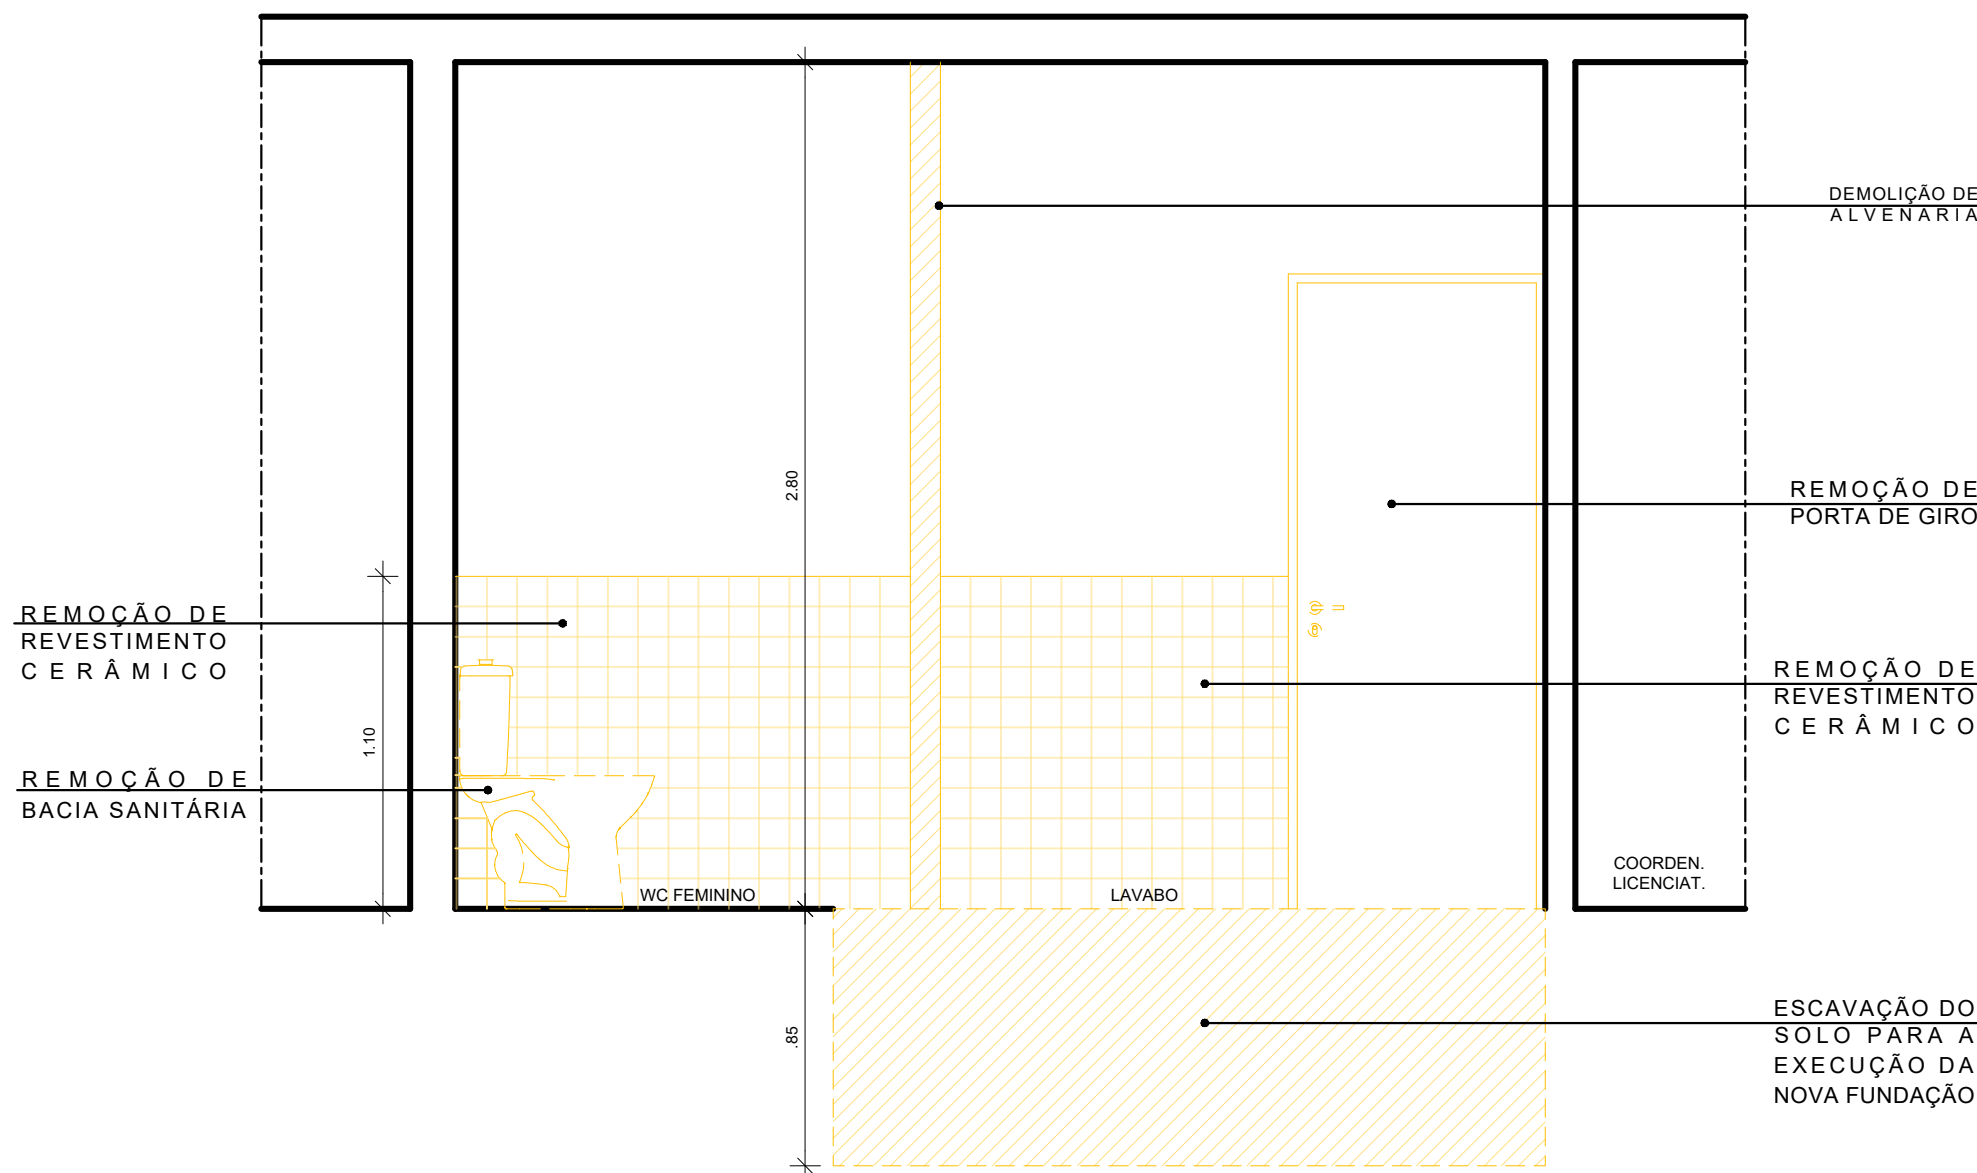 DEMOLIÇÃO DE
ALVENARIA
2.80
REMOÇÃO DE
PORTA DE GIRO
REMOÇÃO DE
REVESTIMENTO
CERÂMICO
REMOÇÃO DE
REVESTIMENTO
CERÂMICO
1.10
REMOÇÃO DE
BACIA SANITÁRIA
WC FEMININO
LAVABO
COORDEN.
LICENCIAT.
.85
ESCAVAÇÃO DO
SOLO PARA A
EXECUÇÃO DA
NOVA FUNDAÇÃO